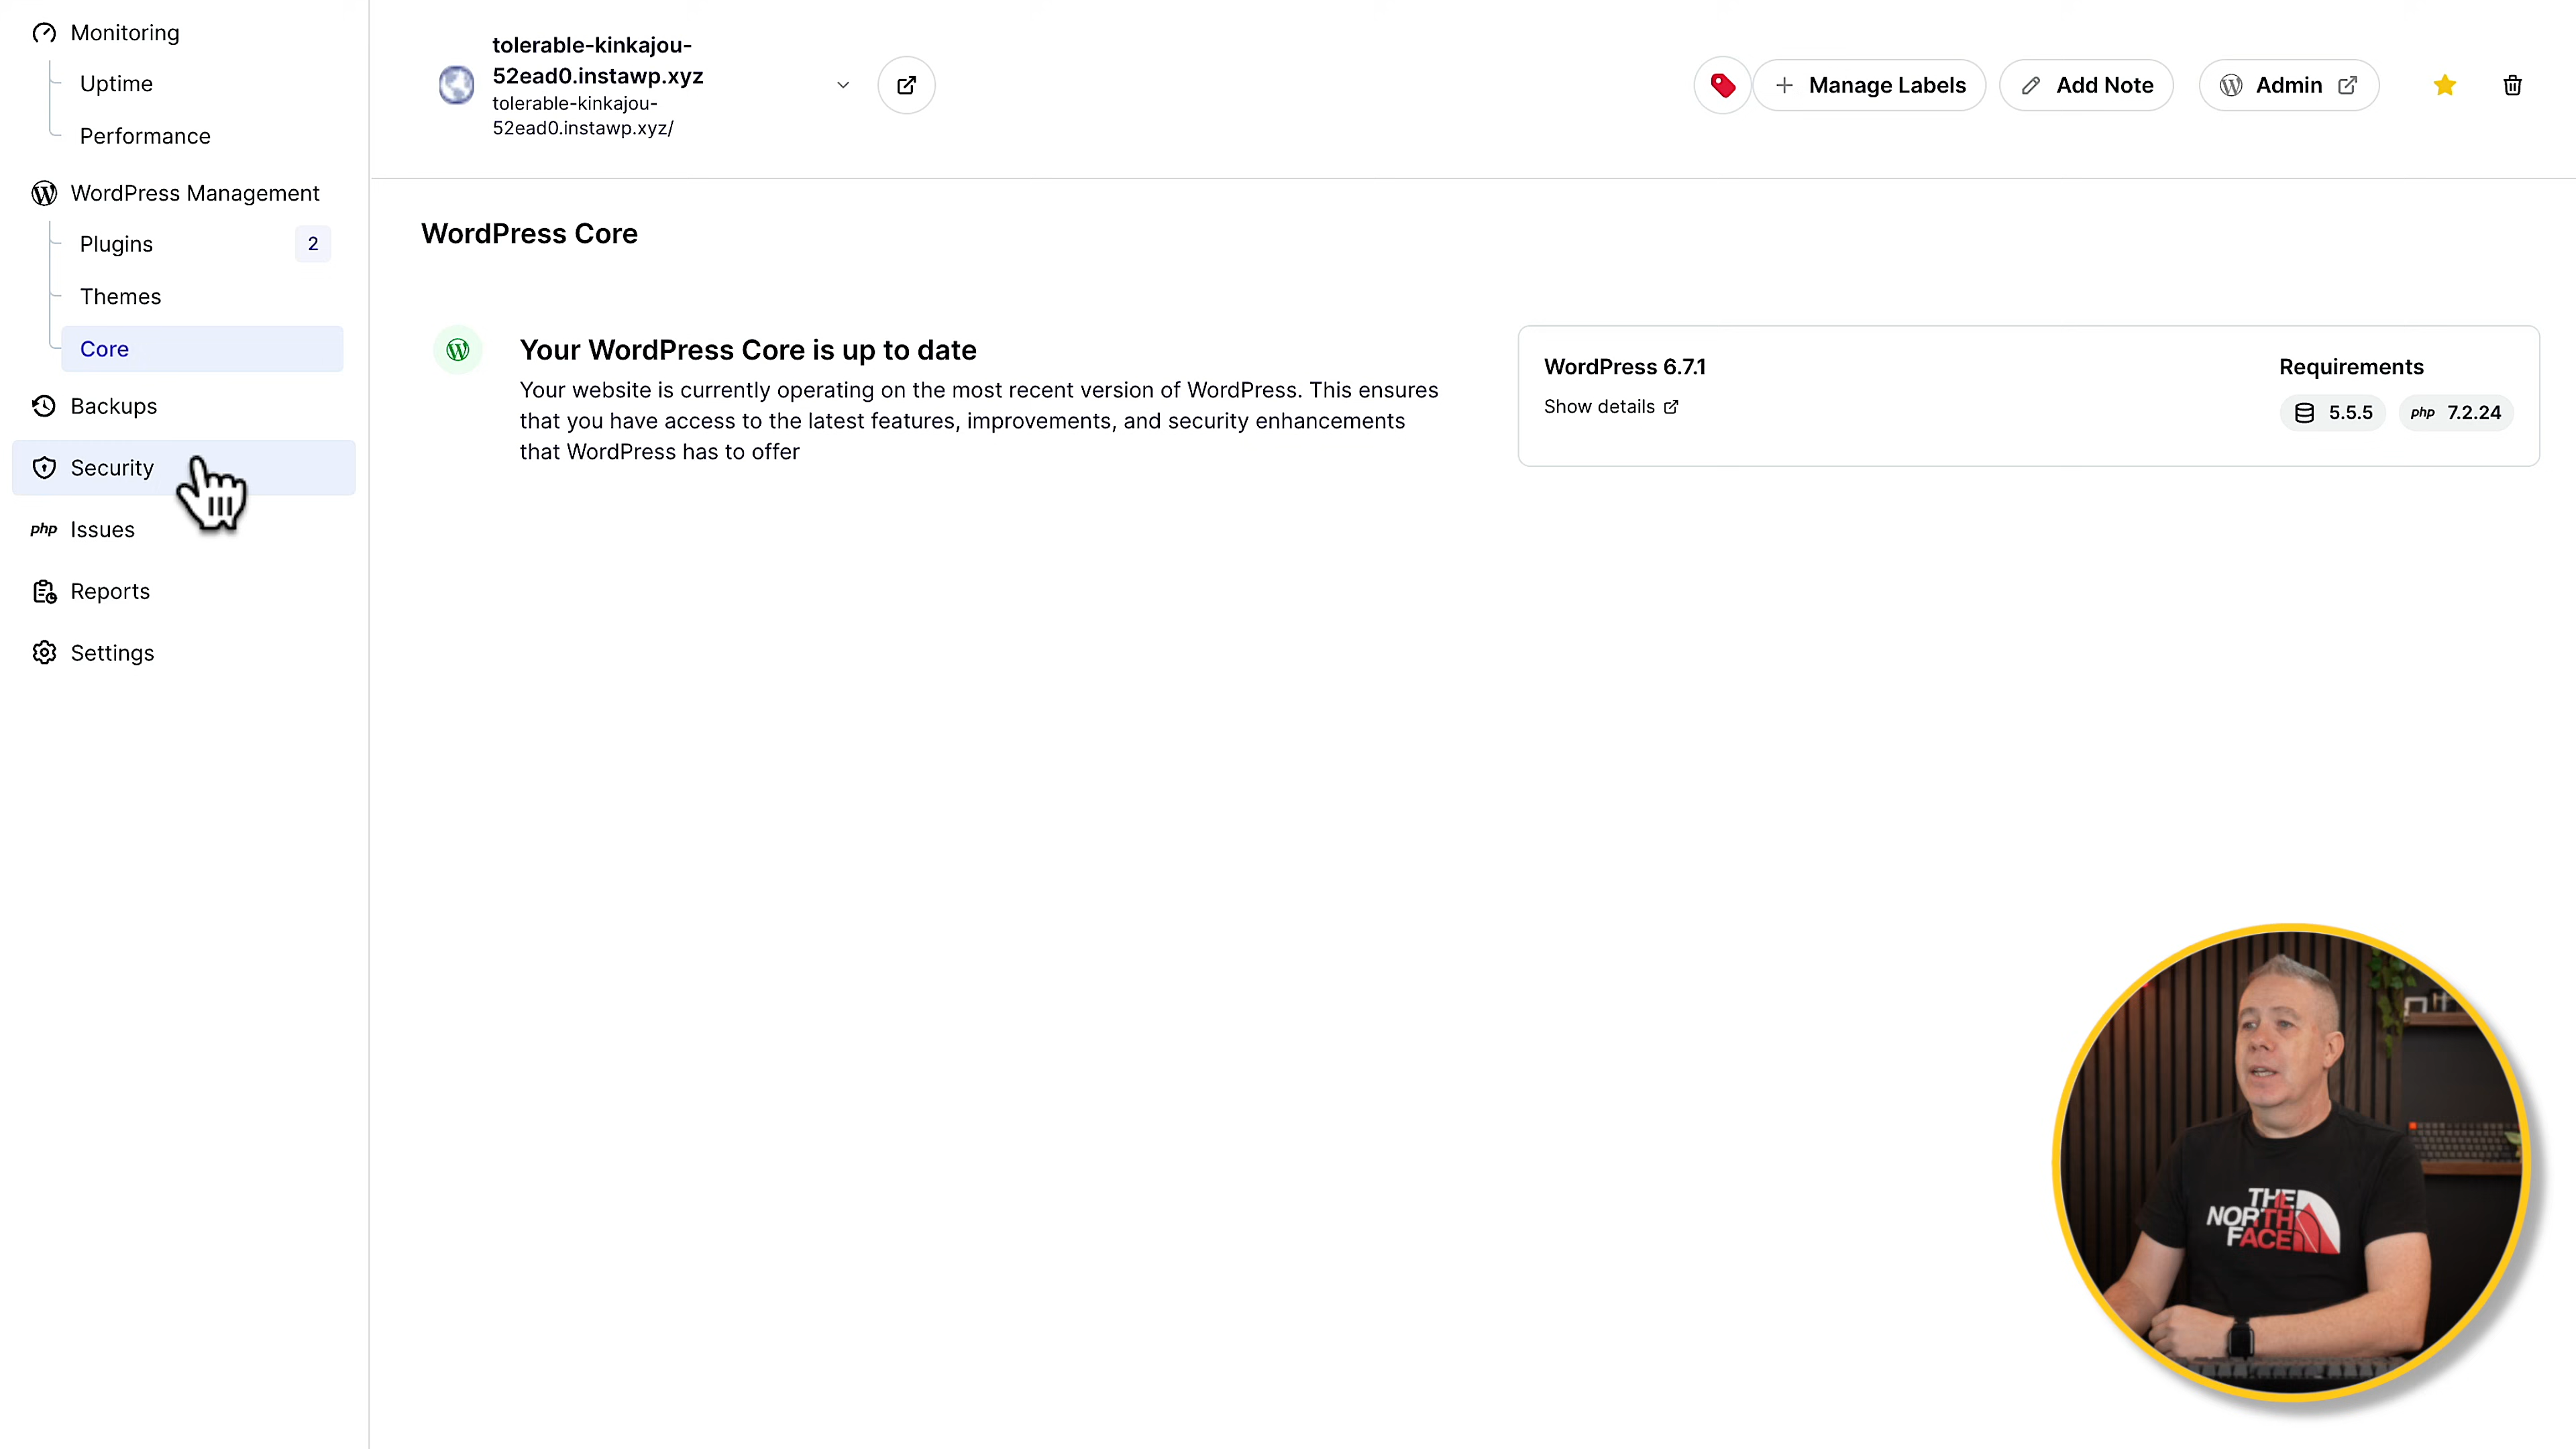 Monitoring
Uptime
Performance
WordPress Management
Plugins 2
Themes
Core
Backups
Security
php Issues
Reports
Settings
tolerable-kinkajou-
52ead0.instawp.xyz
tolerable-kinkajou-
52ead0.instawp.xyz/
Manage Labels
Add Note
Admin
WordPress Core
Your WordPress Core is up to date
Your website is currently operating on the most recent version of WordPress. This ensures
that you have access to the latest features, improvements, and security enhancements
that WordPress has to offer
WordPress 6.7.1
Show details
Requirements
5.5.5
php 7.2.24
THE
NORTH
FACE